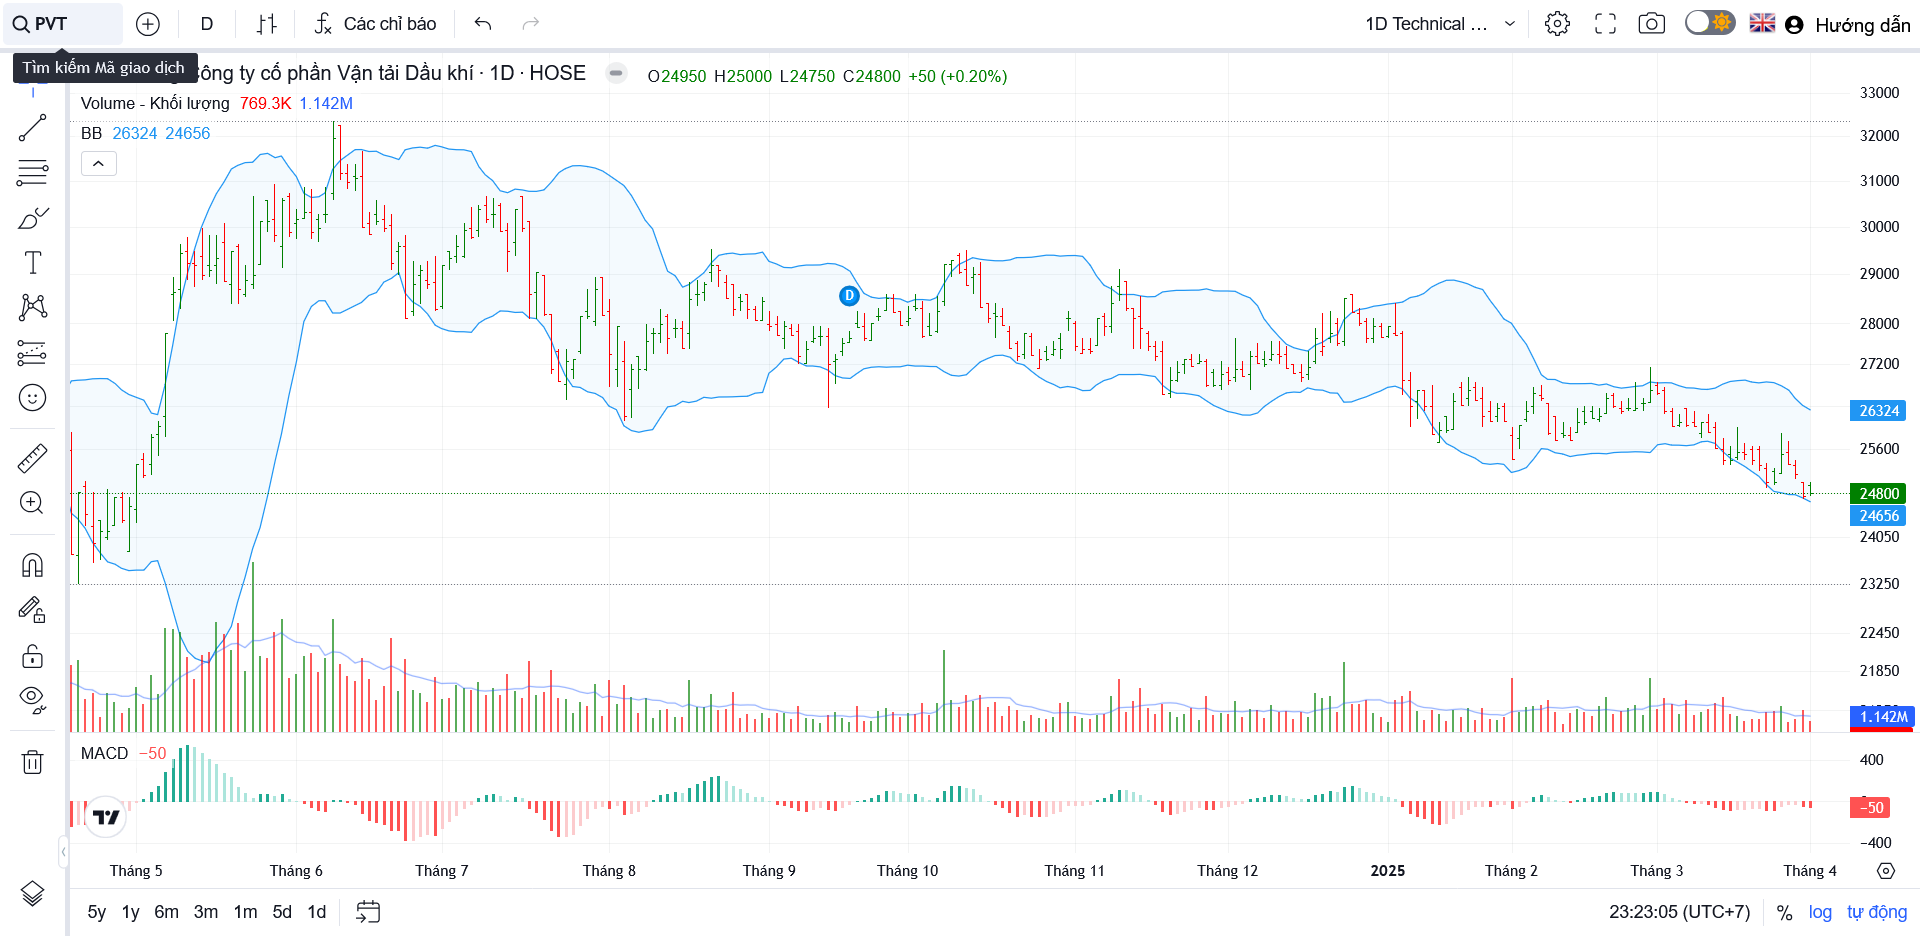 PVT
D
Các chỉ báo
1D Technical ...
Hướng dẫn
Tìm kiếm Mã giao dịch
Công ty cổ phần Vận tải Dầu khí · 1D · HOSE
O24950 H25000 L24750 C24800 +50 (+0.20%)
Volume - Khối lượng 769.3K 1.142M
BB 26324 24656
D
33000
32000
31000
30000
29000
28000
27200
26324
25600
24800
24656
24050
23250
22450
21850
1.142M
MACD −50
400
−50
−400
Tháng 5 Tháng 6 Tháng 7 Tháng 8 Tháng 9 Tháng 10 Tháng 11 Tháng 12 2025 Tháng 2 Tháng 3 Tháng 4
5y 1y 6m 3m 1m 5d 1d
23:23:05 (UTC+7) % log tự động